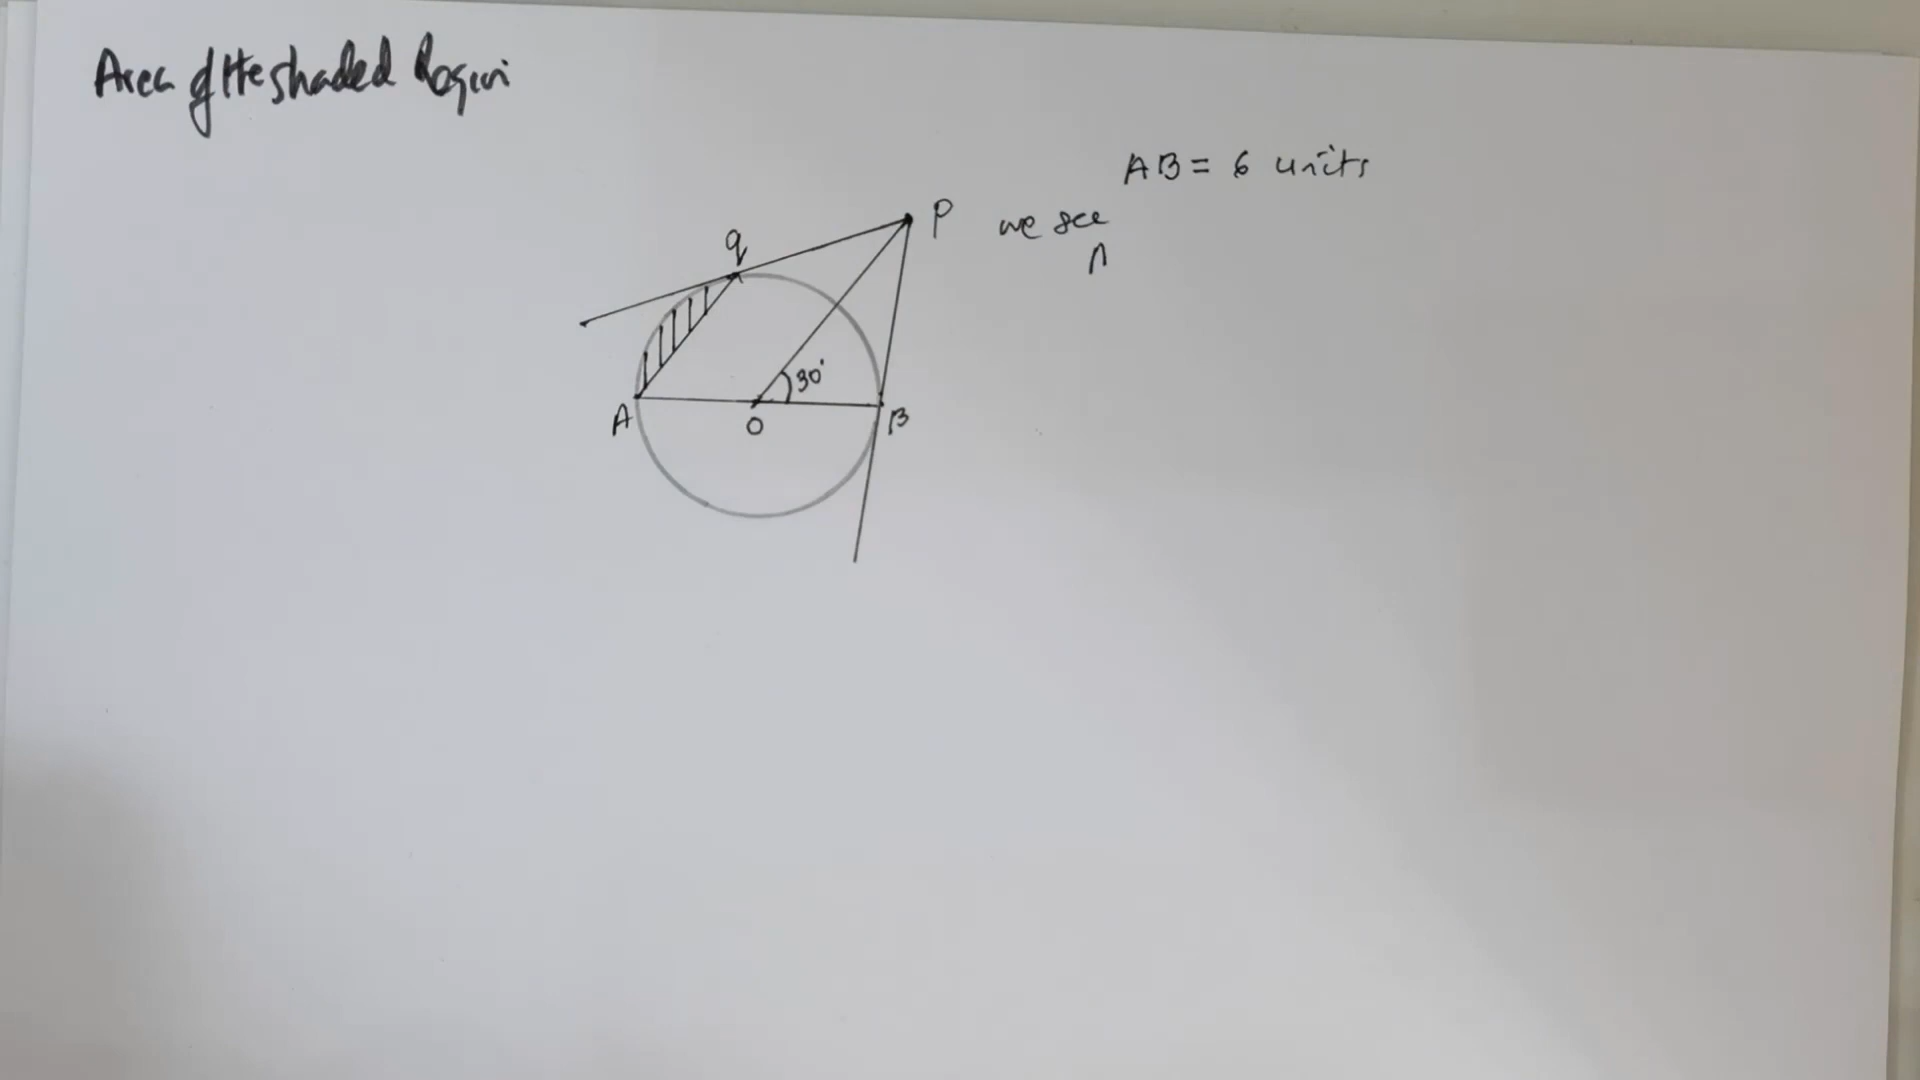 Area of the shaded Region
AB = 6 units
P we see
q
30°
A
O
B